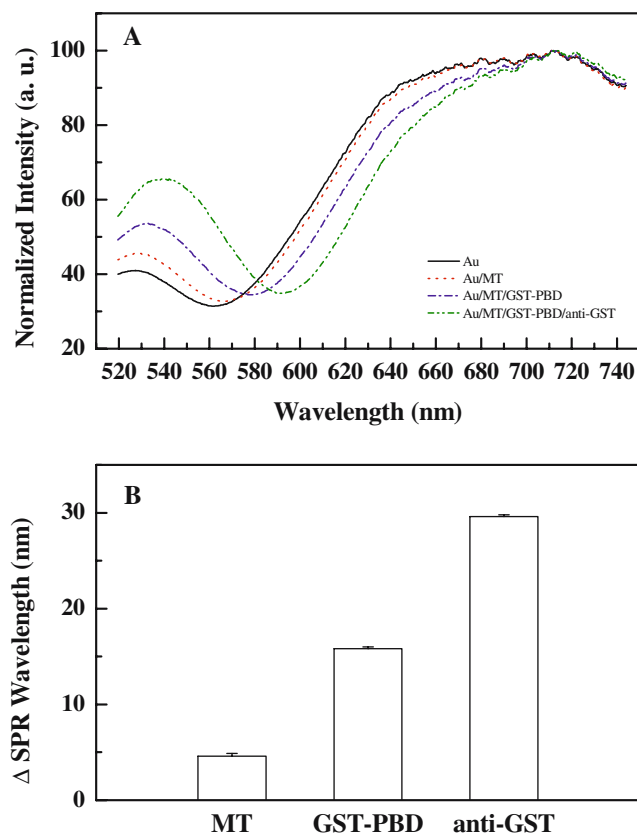 A
Normalized Intensity (a. u.)
100
80
60
40
20
Au
Au/MT
Au/MT/GST-PBD
Au/MT/GST-PBD/anti-GST
520 540 560 580 600 620 640 660 680 700 720 740
Wavelength (nm)
B
Δ SPR Wavelength (nm)
30
20
10
0
MT GST-PBD anti-GST